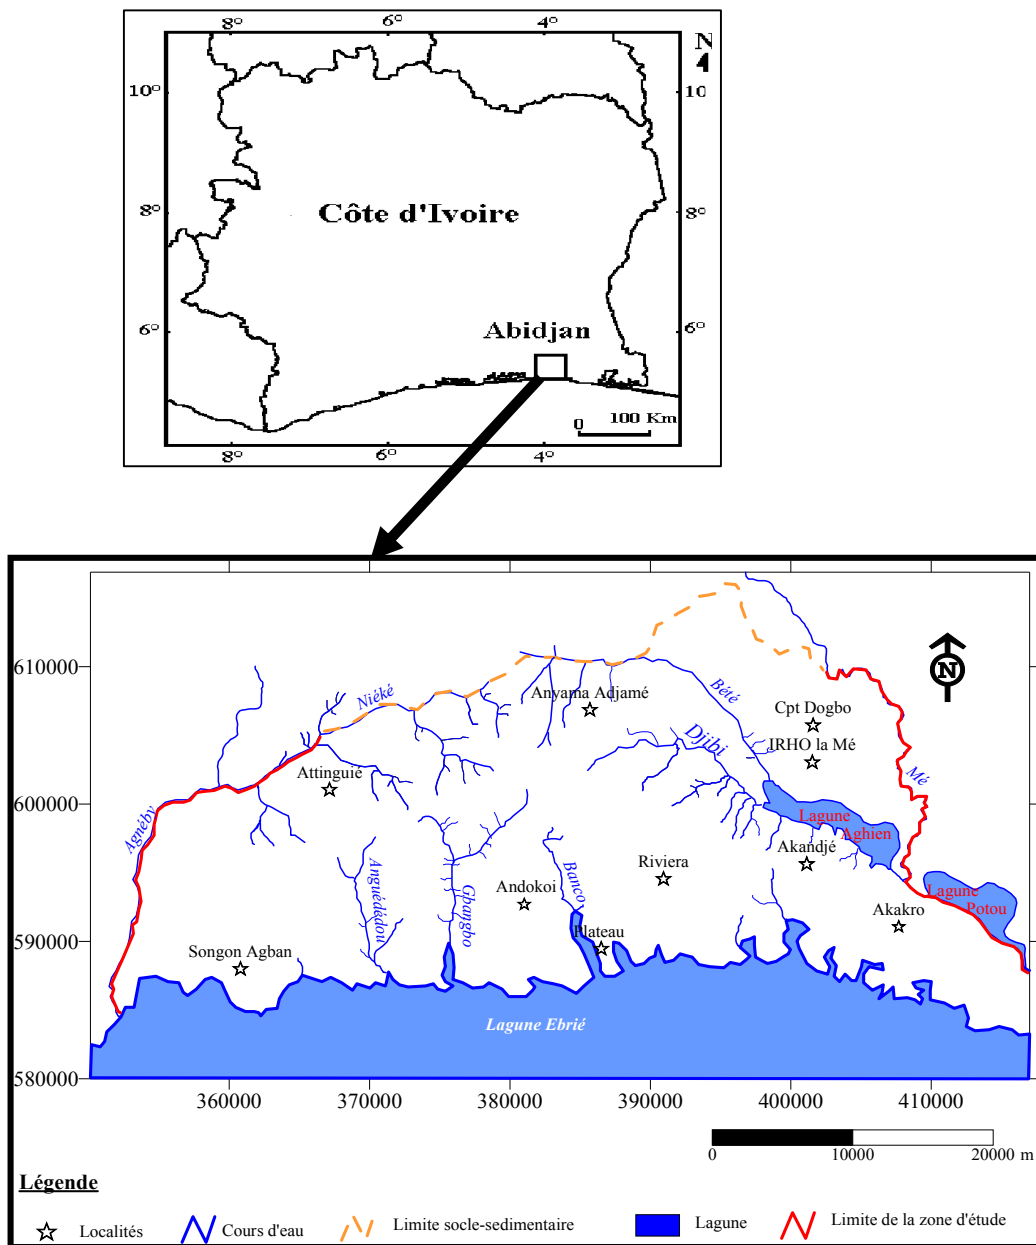 8° 6° 4°
N
10° 10
Côte d'Ivoire
8° 8°
Abidjan
6° 6°
0 100 Km
8° 6° 4°
610000
N
Niéké
Anyama Adjamé
Bété
Cpt Dogbo
Djibi
IRHO la Mé
Attinguié
Mé
600000
Agnéby
Lagune
Aghien
Akandjé
Riviera
Anguédédou
Gbangbo
Banco
Andokoi
Lagune
Potou
Akakro
590000
Plateau
Songon Agban
Lagune Ebrié
580000
360000 370000 380000 390000 400000 410000
0 10000 20000 m
Légende
Localités Cours d'eau Limite socle-sedimentaire Lagune Limite de la zone d'étude